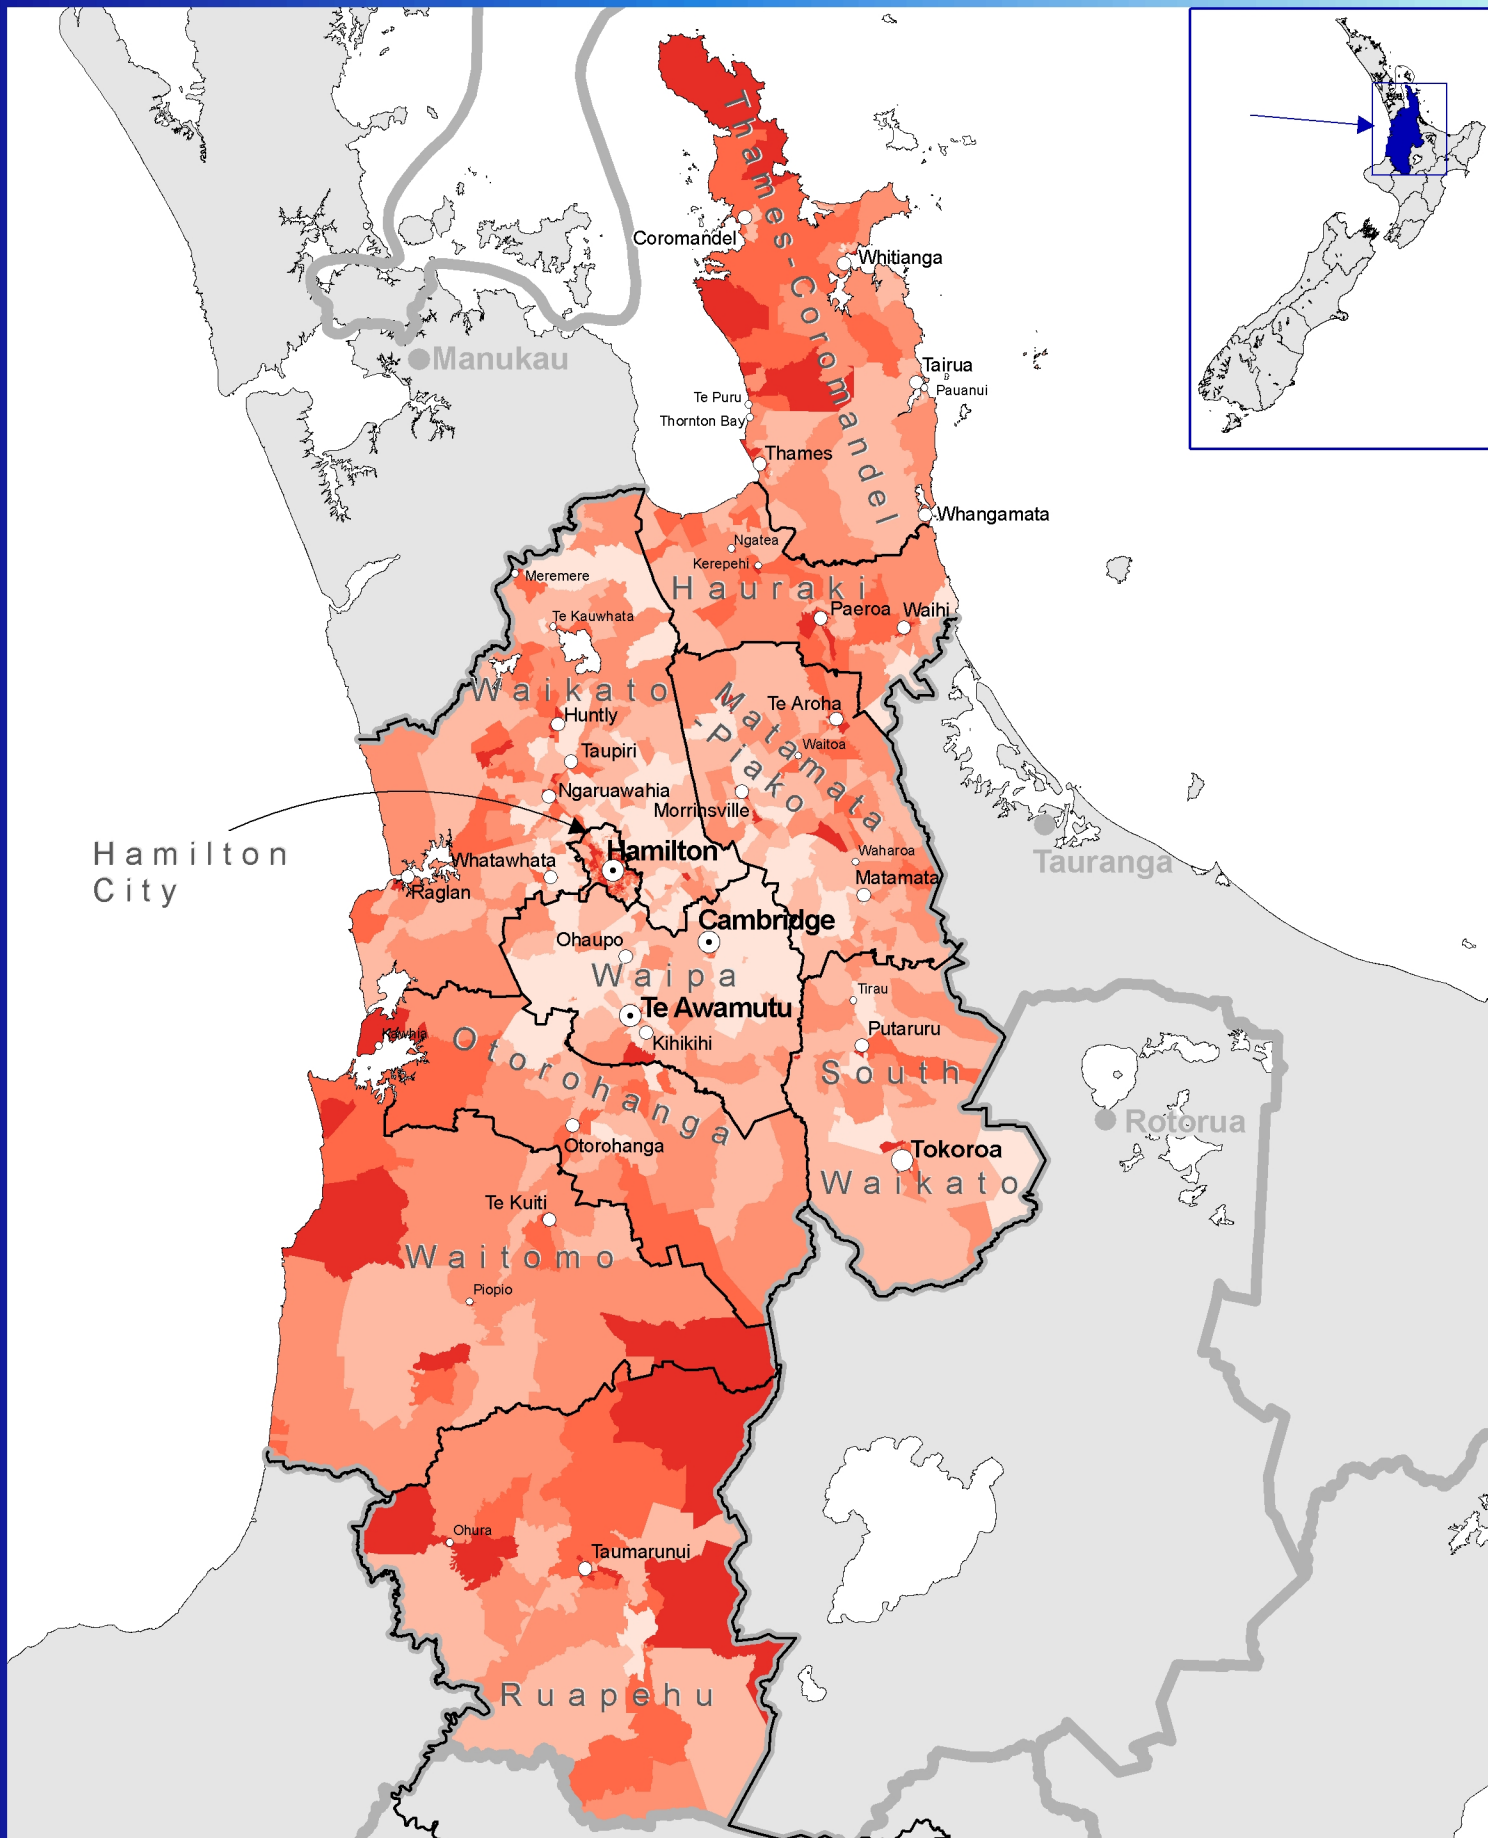 Thames-Coromandel
Coromandel
Whitianga
Manukau
Tairua
Pauanui
Te Puru
Thornton Bay
Thames
Whangamata
Ngatea
Kerepehi
Meremere
Hauraki
Paeroa
Waihi
Te Kauwhata
Waikato
Matamata
-Piako
Te Aroha
Huntly
Waitoa
Taupiri
Ngaruawahia
Morrinsville
Hamilton
City
Hamilton
Whatawhata
Waharoa
Tauranga
Raglan
Matamata
Cambridge
Ohaupo
Waipa
Tirau
Te Awamutu
Kawhia
Putaruru
Otorohanga
Kihikihi
South
Waikato
Rotorua
Otorohanga
Tokoroa
Te Kuiti
Waitomo
Piopio
Ohura
Taumarunui
Ruapehu